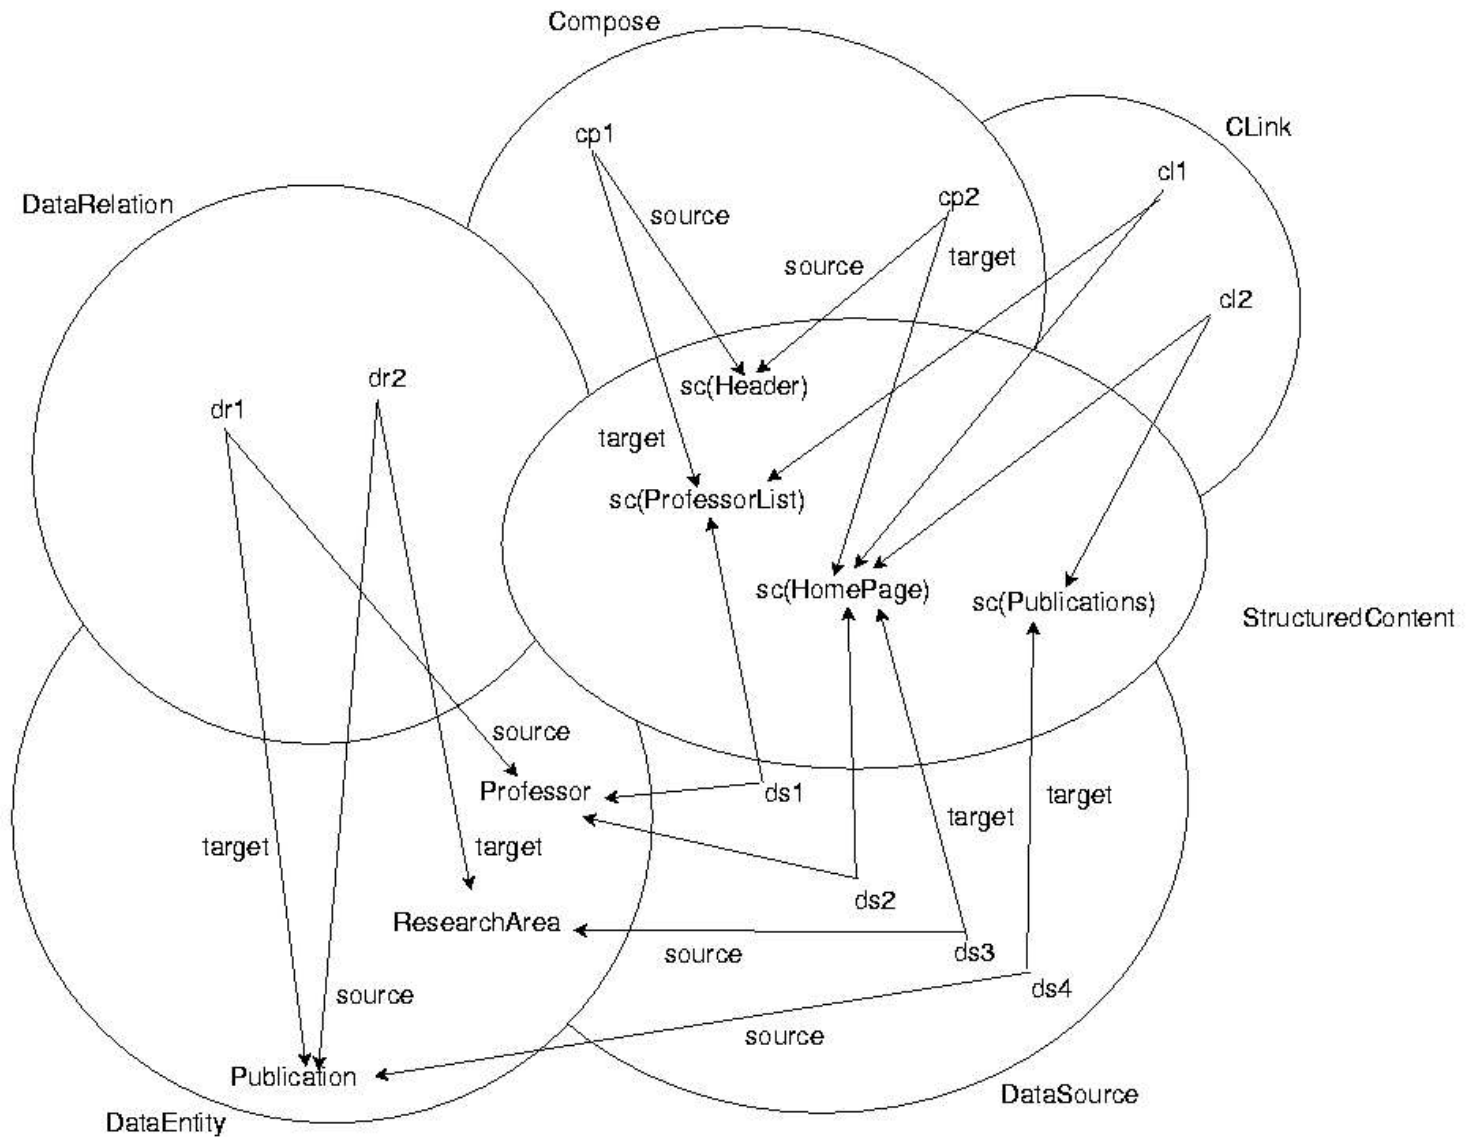 Compose
CLink
cp1
cl1
DataRelation
source
cp2
target
source
cl2
dr2
sc(Header)
dr1
target
sc(ProfessorList)
sc(HomePage)
sc(Publications)
StructuredContent
source
Professor
ds1
target
target
target
target
ds2
ResearchArea
source
ds3
ds4
source
source
Publication
DataSource
DataEntity